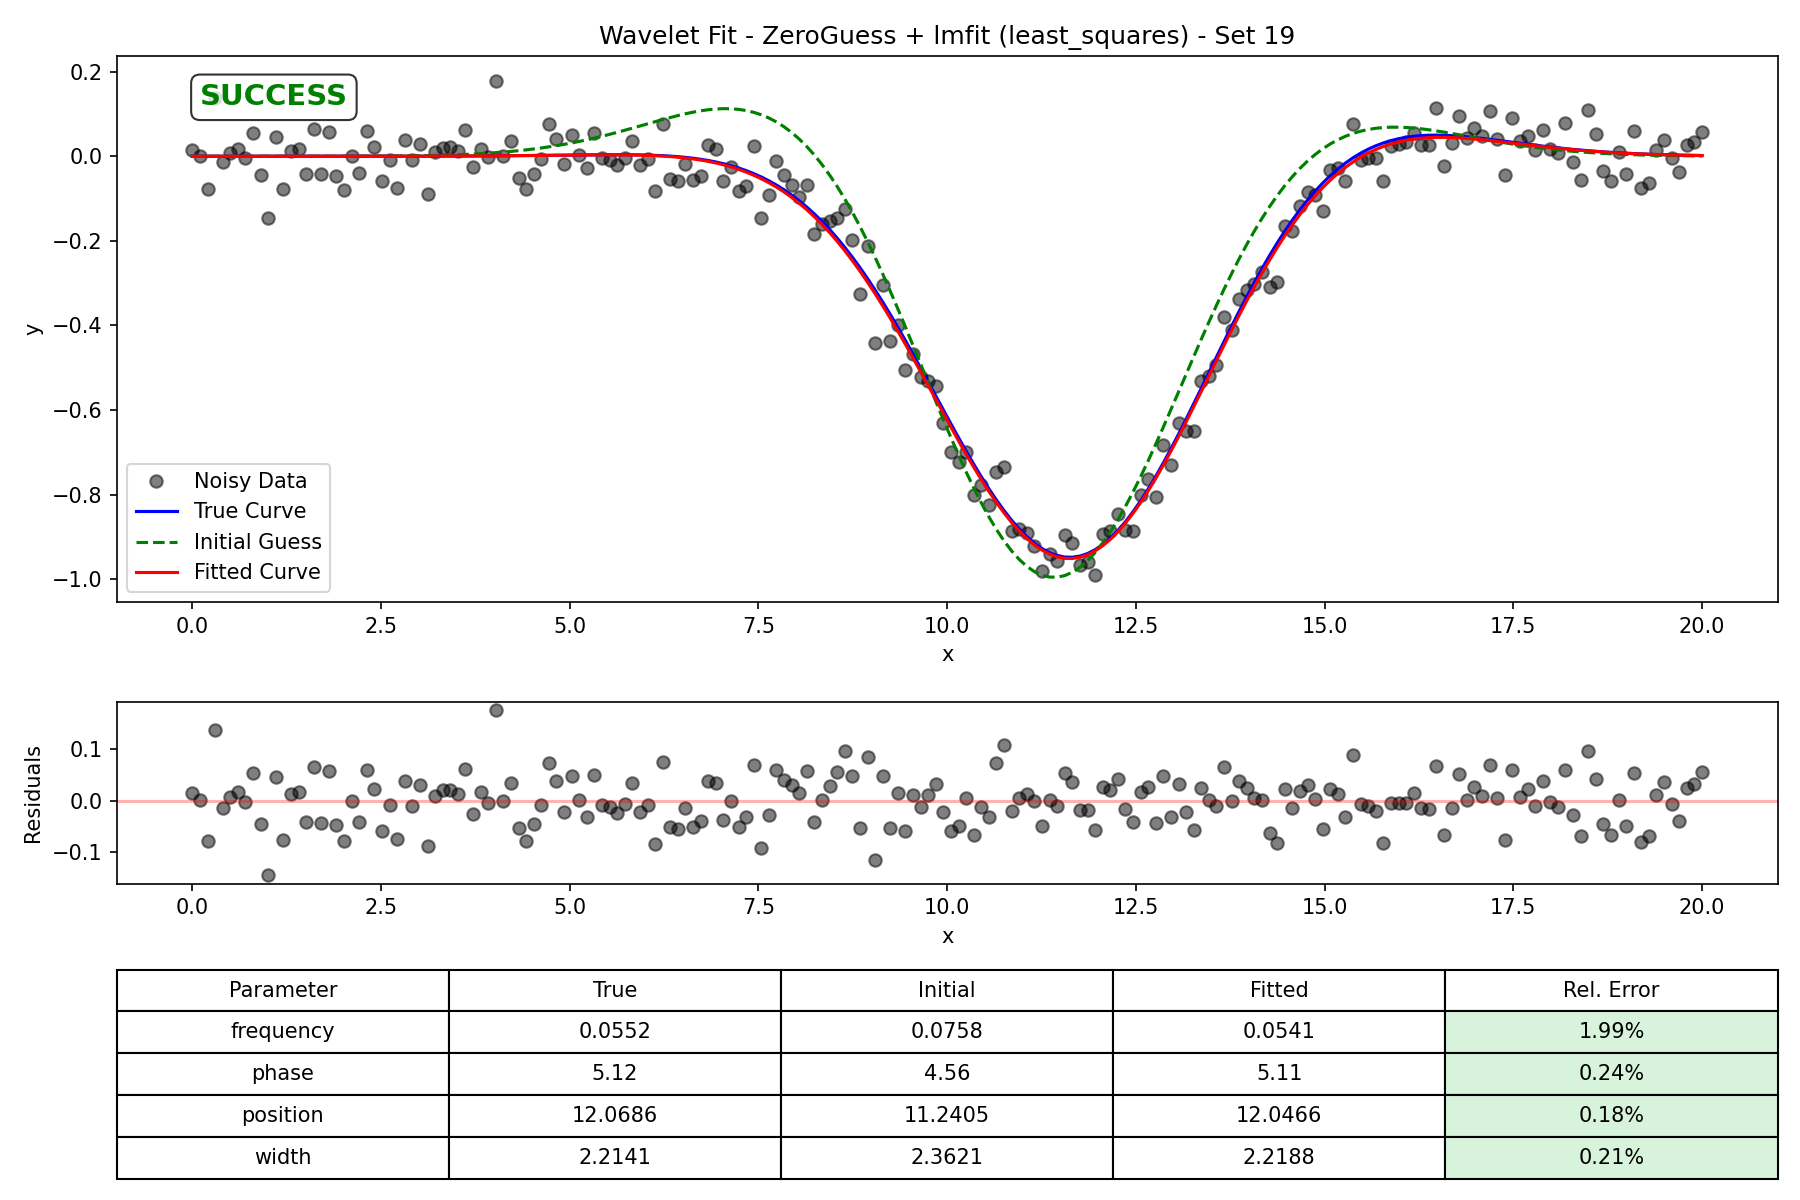 Wavelet Fit - ZeroGuess + lmfit (least_squares) - Set 19
SUCCESS
y
0.2
0.0
−0.2
−0.4
−0.6
−0.8
−1.0
Noisy Data
True Curve
Initial Guess
Fitted Curve
0.0 2.5 5.0 7.5 10.0 12.5 15.0 17.5 20.0
x
Residuals
0.1
0.0
−0.1
0.0 2.5 5.0 7.5 10.0 12.5 15.0 17.5 20.0
x
Parameter True Initial Fitted Rel. Error
frequency 0.0552 0.0758 0.0541 1.99%
phase 5.12 4.56 5.11 0.24%
position 12.0686 11.2405 12.0466 0.18%
width 2.2141 2.3621 2.2188 0.21%